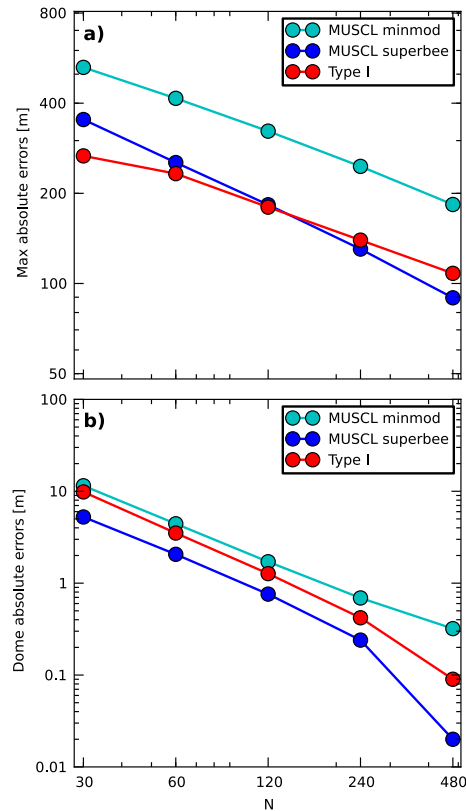 a)
MUSCL minmod
MUSCL superbee
Type I
Max absolute errors [m]
800
400
200
100
50
b)
MUSCL minmod
MUSCL superbee
Type I
Dome absolute errors [m]
100
10
1
0.1
0.01
30 60 120 240 480
N